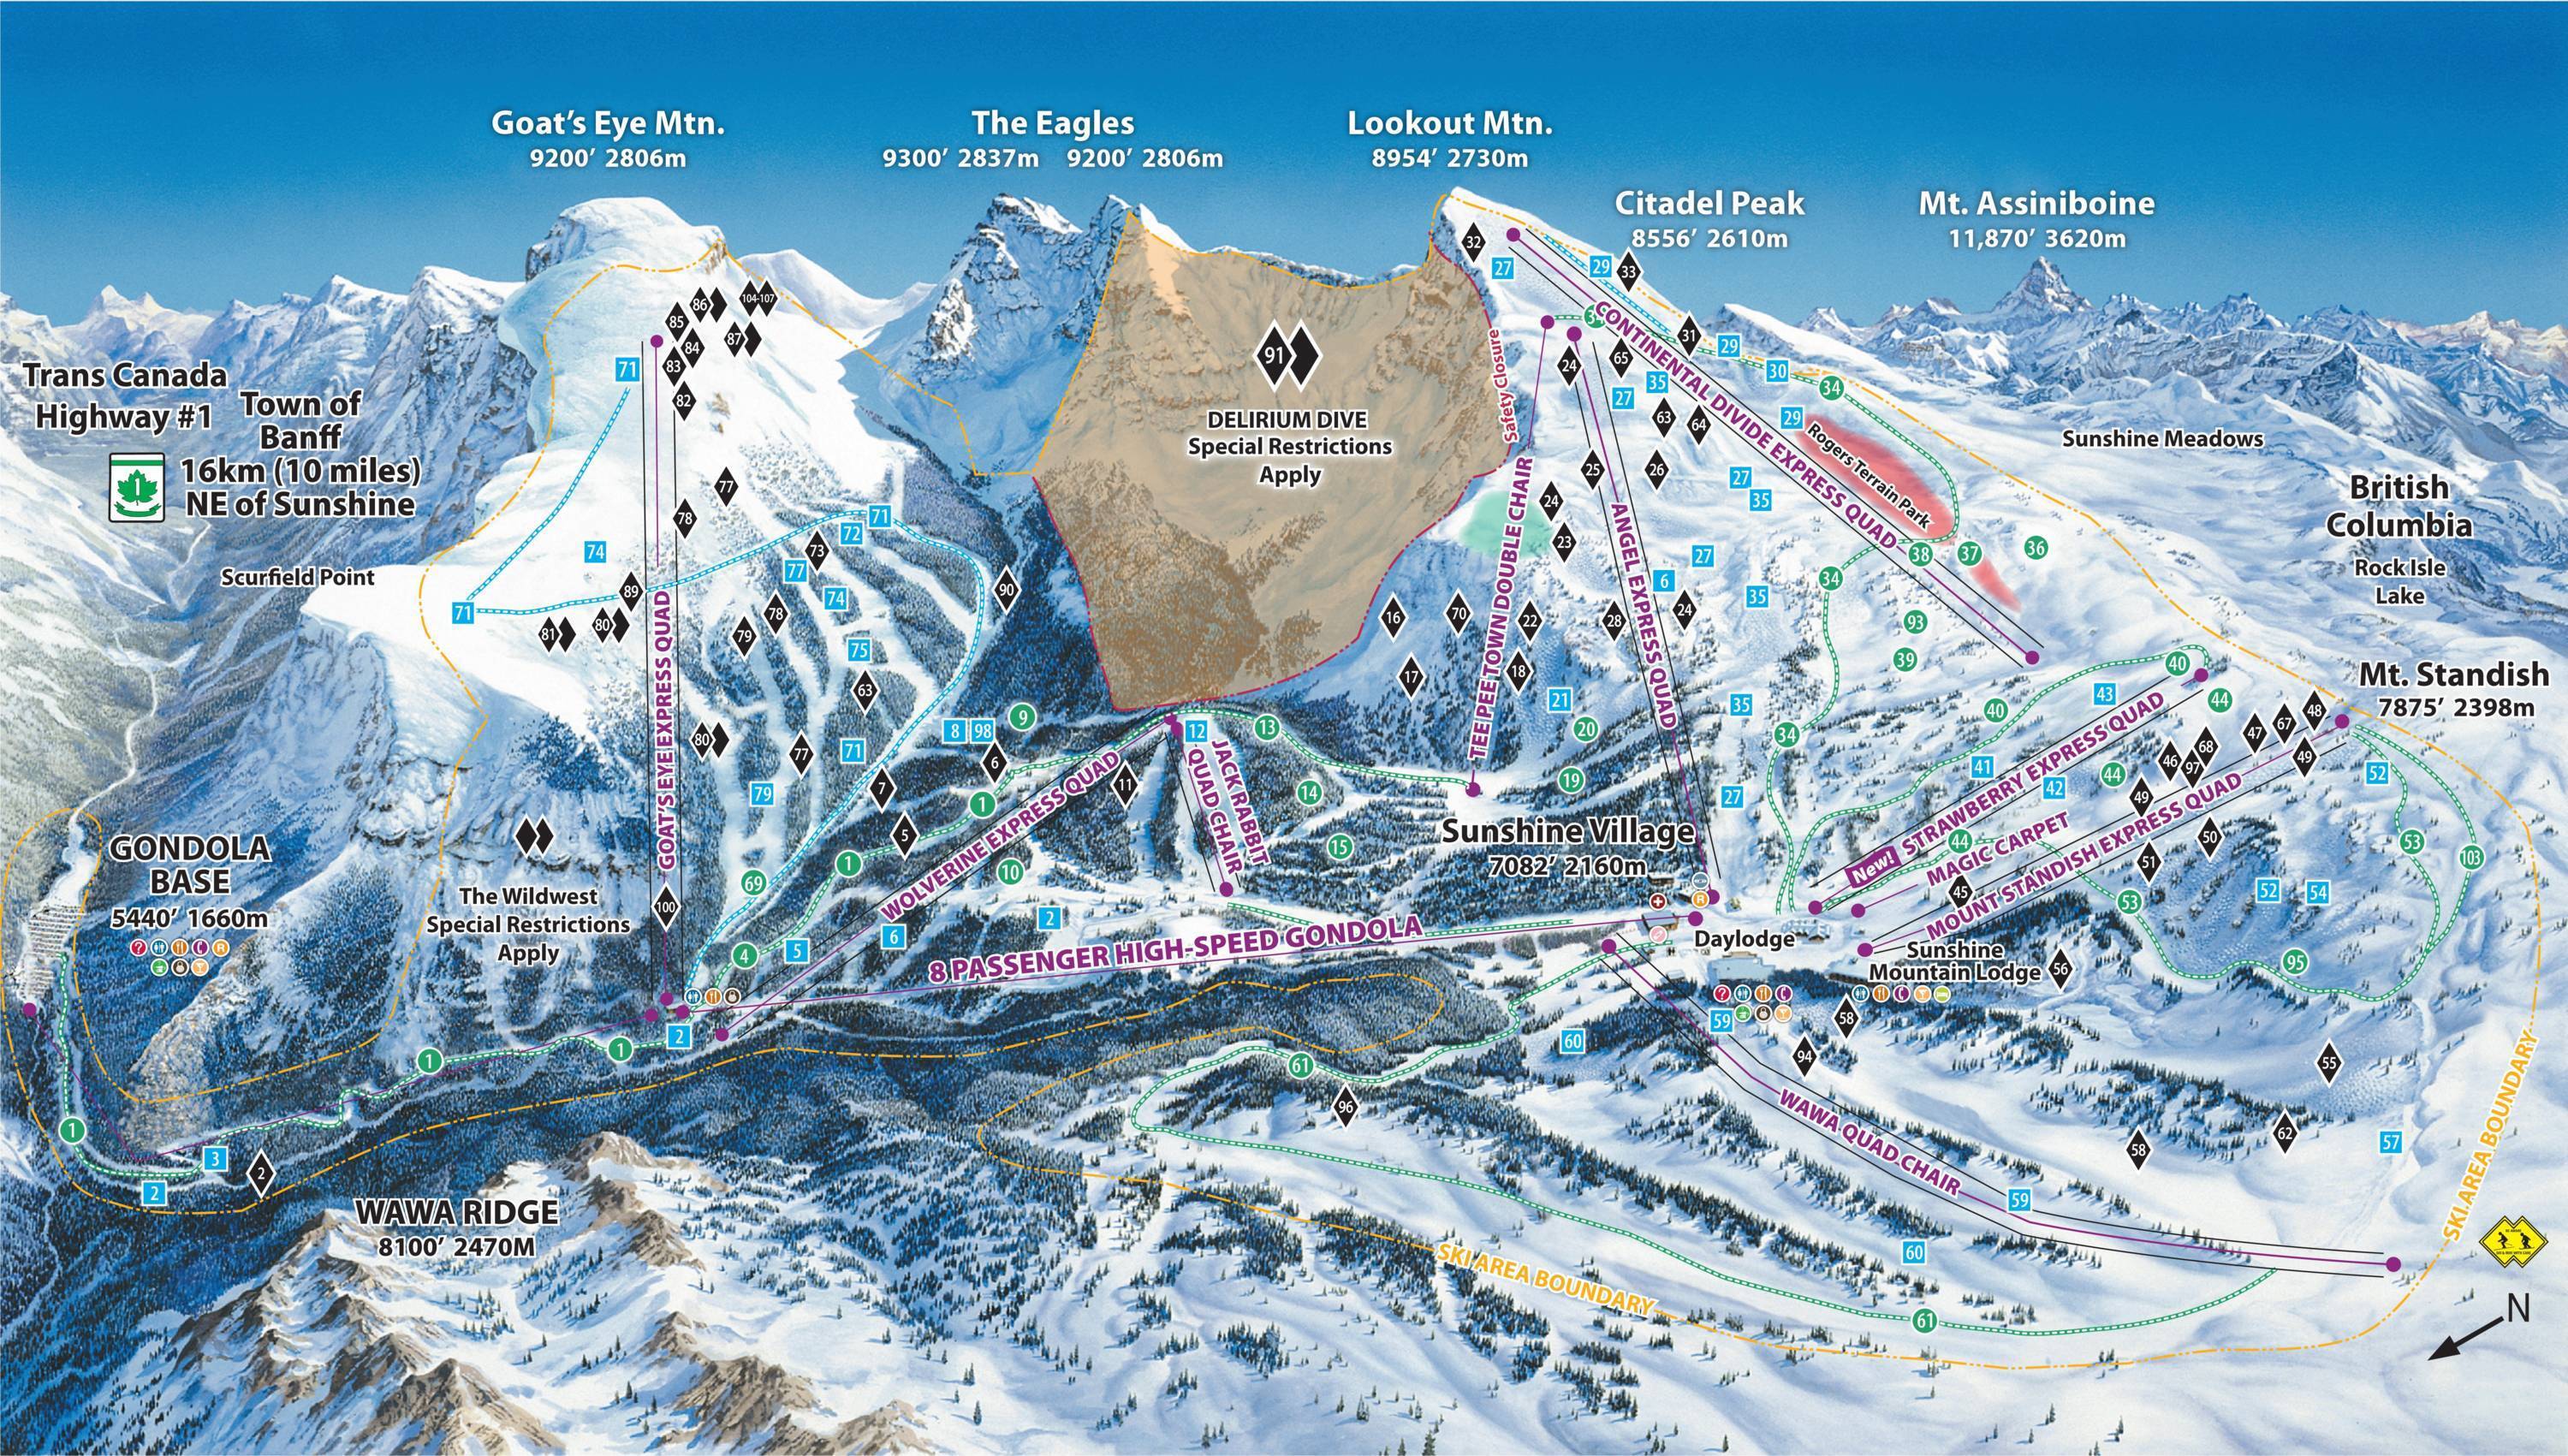 Goat's Eye Mtn.
9200' 2806m
The Eagles
9300' 2837m 9200' 2806m
Lookout Mtn.
8954' 2730m
Citadel Peak
8556' 2610m
Mt. Assiniboine
11,870' 3620m
Trans Canada
Highway #1
Town of
Banff
16km (10 miles)
NE of Sunshine
1
Scurfield Point
86
104-107
85
87
84
83
82
71
77
78
71
72
73
74
77
74
89
71
81
80
78
79
75
63
80
77
71
79
90
GOAT'S EYE EXPRESS QUAD
91
DELIRIUM DIVE
Special Restrictions
Apply
Safety Closure
32
27
29
33
31
29
30
34
29
24
65
35
27
63
64
25
26
27
35
24
23
27
6
35
24
28
22
18
70
16
17
21
20
19
35
27
CONTINENTAL DIVIDE EXPRESS QUAD
TEE PEE TOWN DOUBLE CHAIR
ANGEL EXPRESS QUAD
Rogers Terrain Park
Sunshine Meadows
British
Columbia
Rock Isle
Lake
38
37
36
34
93
39
34
40
40
43
44
41
42
44
44
Mt. Standish
7875' 2398m
48
67
47
68
46
97
49
49
50
51
45
52
53
103
53
52
54
95
56
STRAWBERRY EXPRESS QUAD
New!
MAGIC CARPET
MOUNT STANDISH EXPRESS QUAD
8
98
9
12
13
6
1
11
7
5
1
10
14
15
69
100
4
5
6
2
WOLVERINE EXPRESS QUAD
JACK RABBIT
QUAD CHAIR
8 PASSENGER HIGH-SPEED GONDOLA
Sunshine Village
7082' 2160m
Daylodge
Sunshine
Mountain Lodge
GONDOLA
BASE
5440' 1660m
The Wildwest
Special Restrictions
Apply
2
1
1
1
3
2
2
WAWA RIDGE
8100' 2470M
59
60
58
94
61
96
55
62
58
57
59
60
61
WAWA QUAD CHAIR
SKI AREA BOUNDARY
SKI AREA BOUNDARY
N